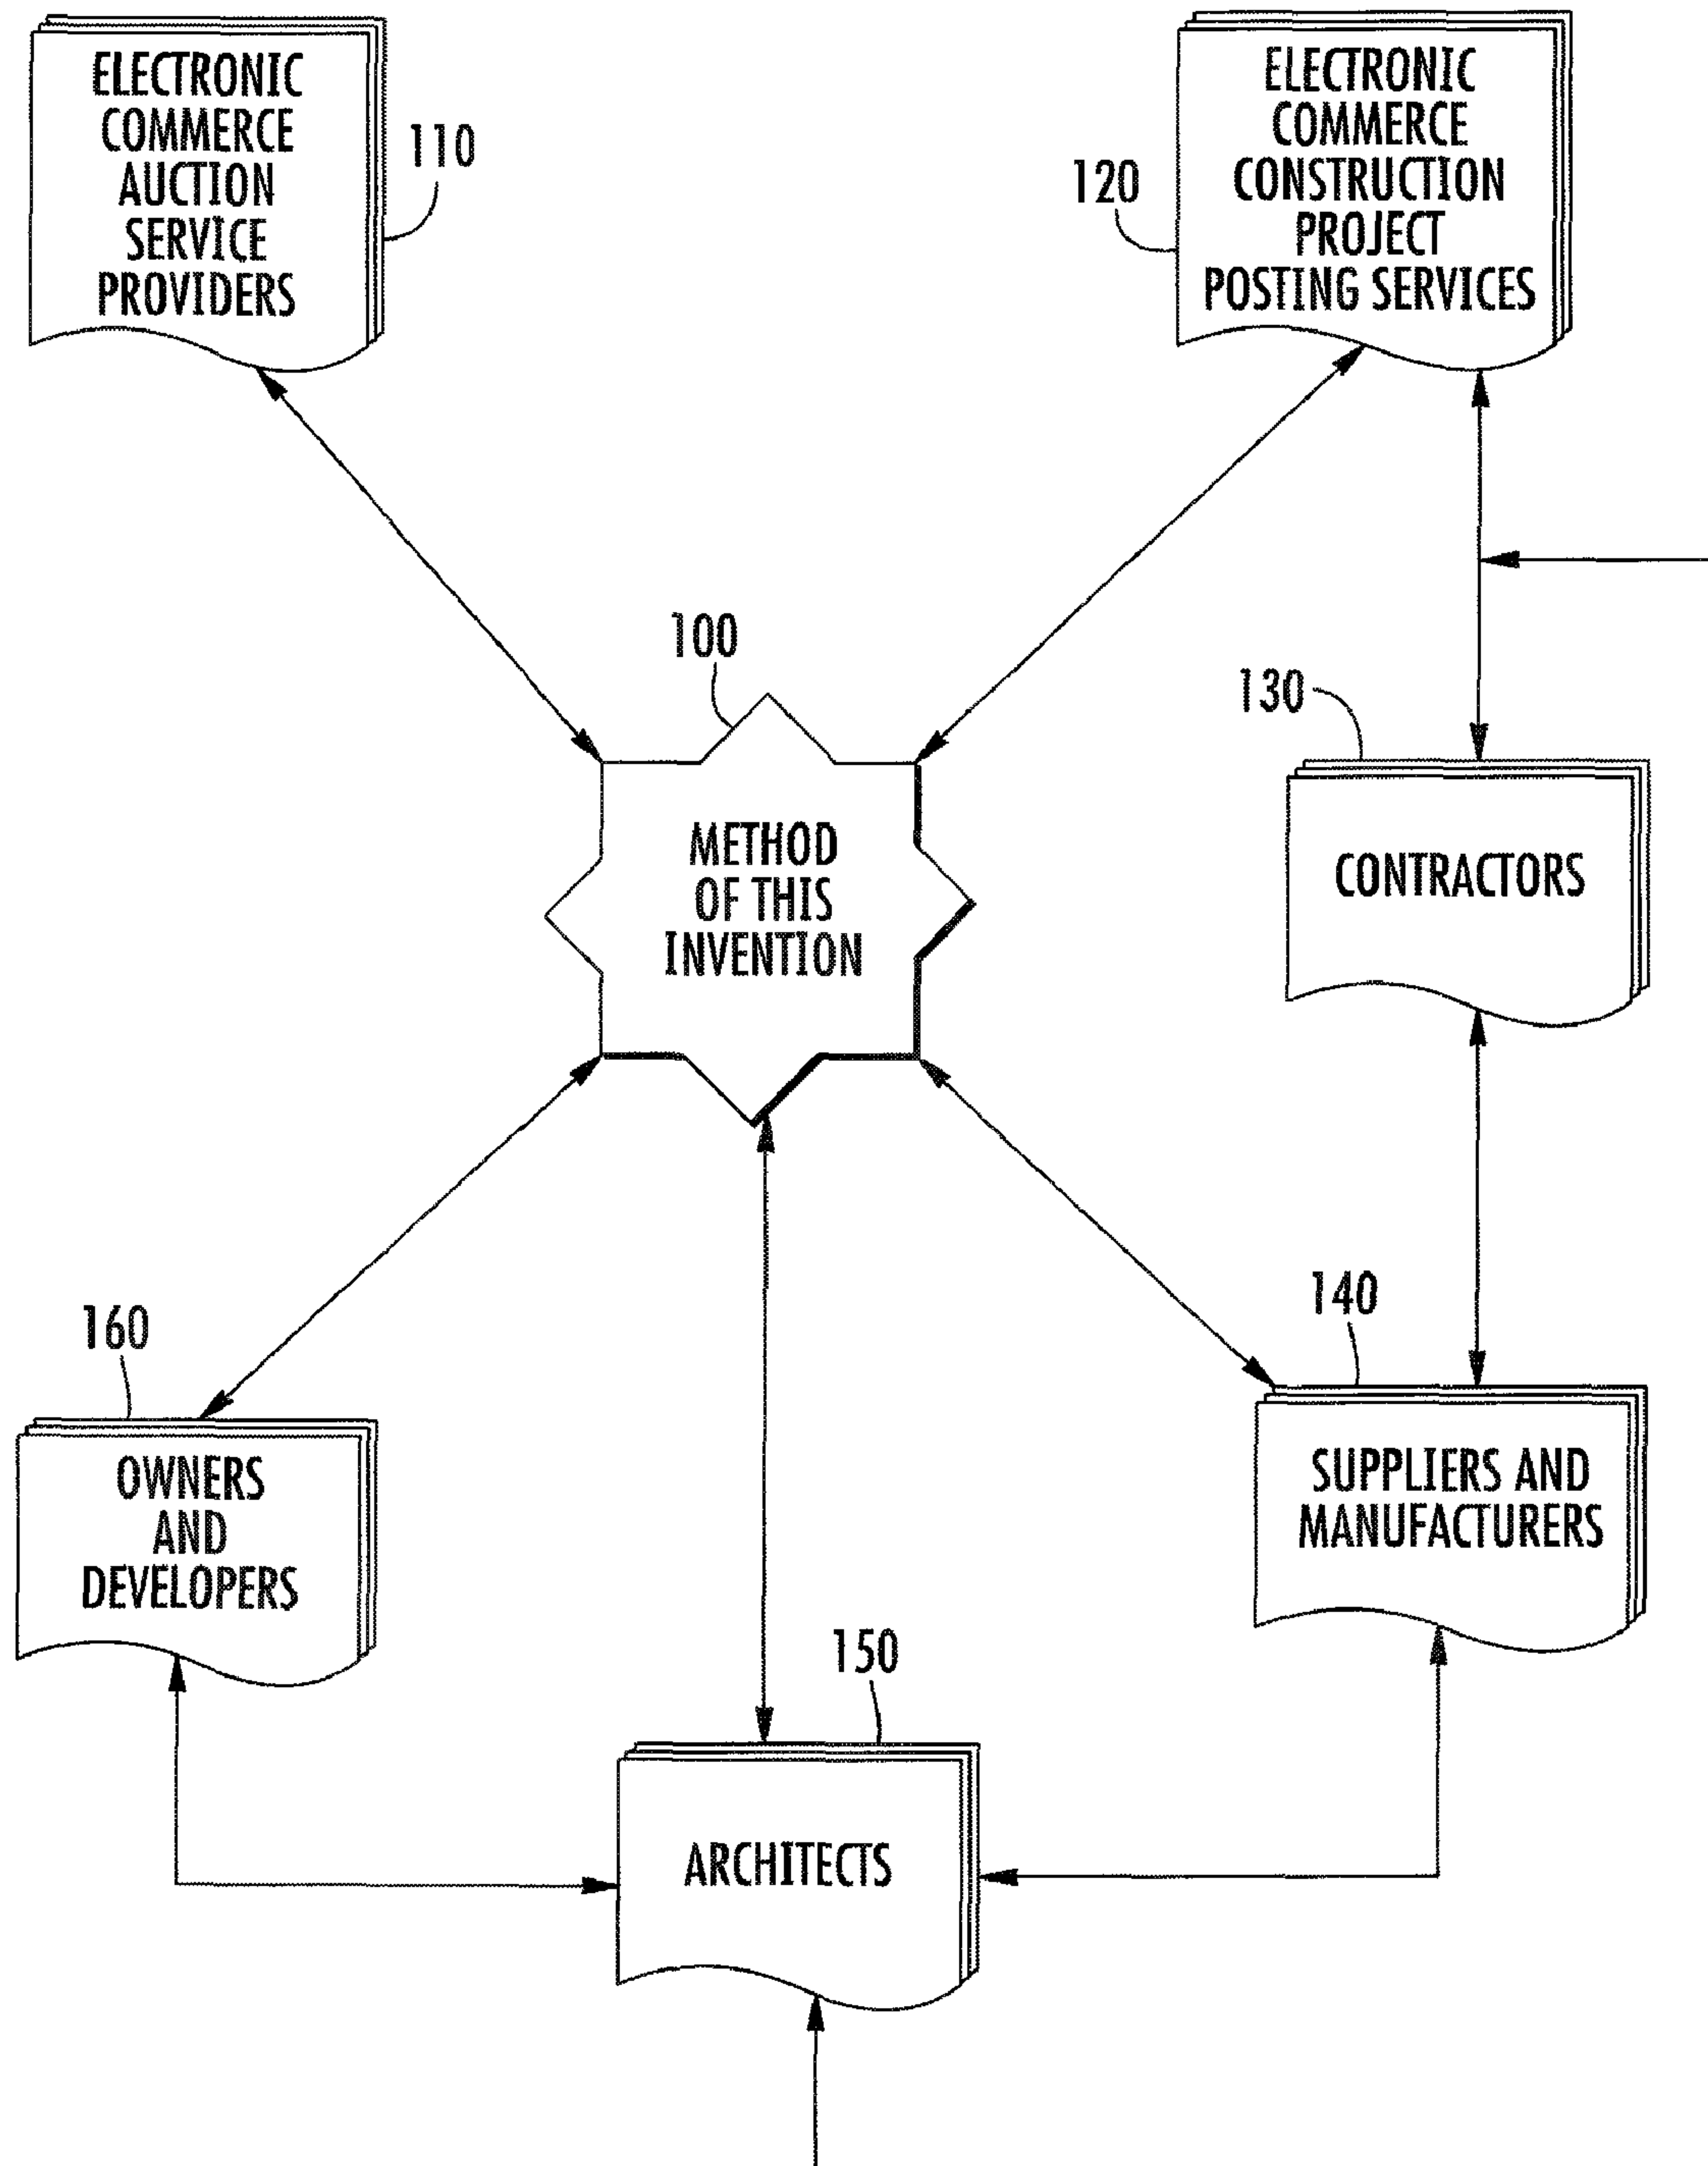 ELECTRONIC
COMMERCE
AUCTION
SERVICE
PROVIDERS
110
ELECTRONIC
COMMERCE
CONSTRUCTION
PROJECT
POSTING SERVICES
120
100
METHOD
OF THIS
INVENTION
130
CONTRACTORS
160
OWNERS
AND
DEVELOPERS
140
SUPPLIERS AND
MANUFACTURERS
150
ARCHITECTS